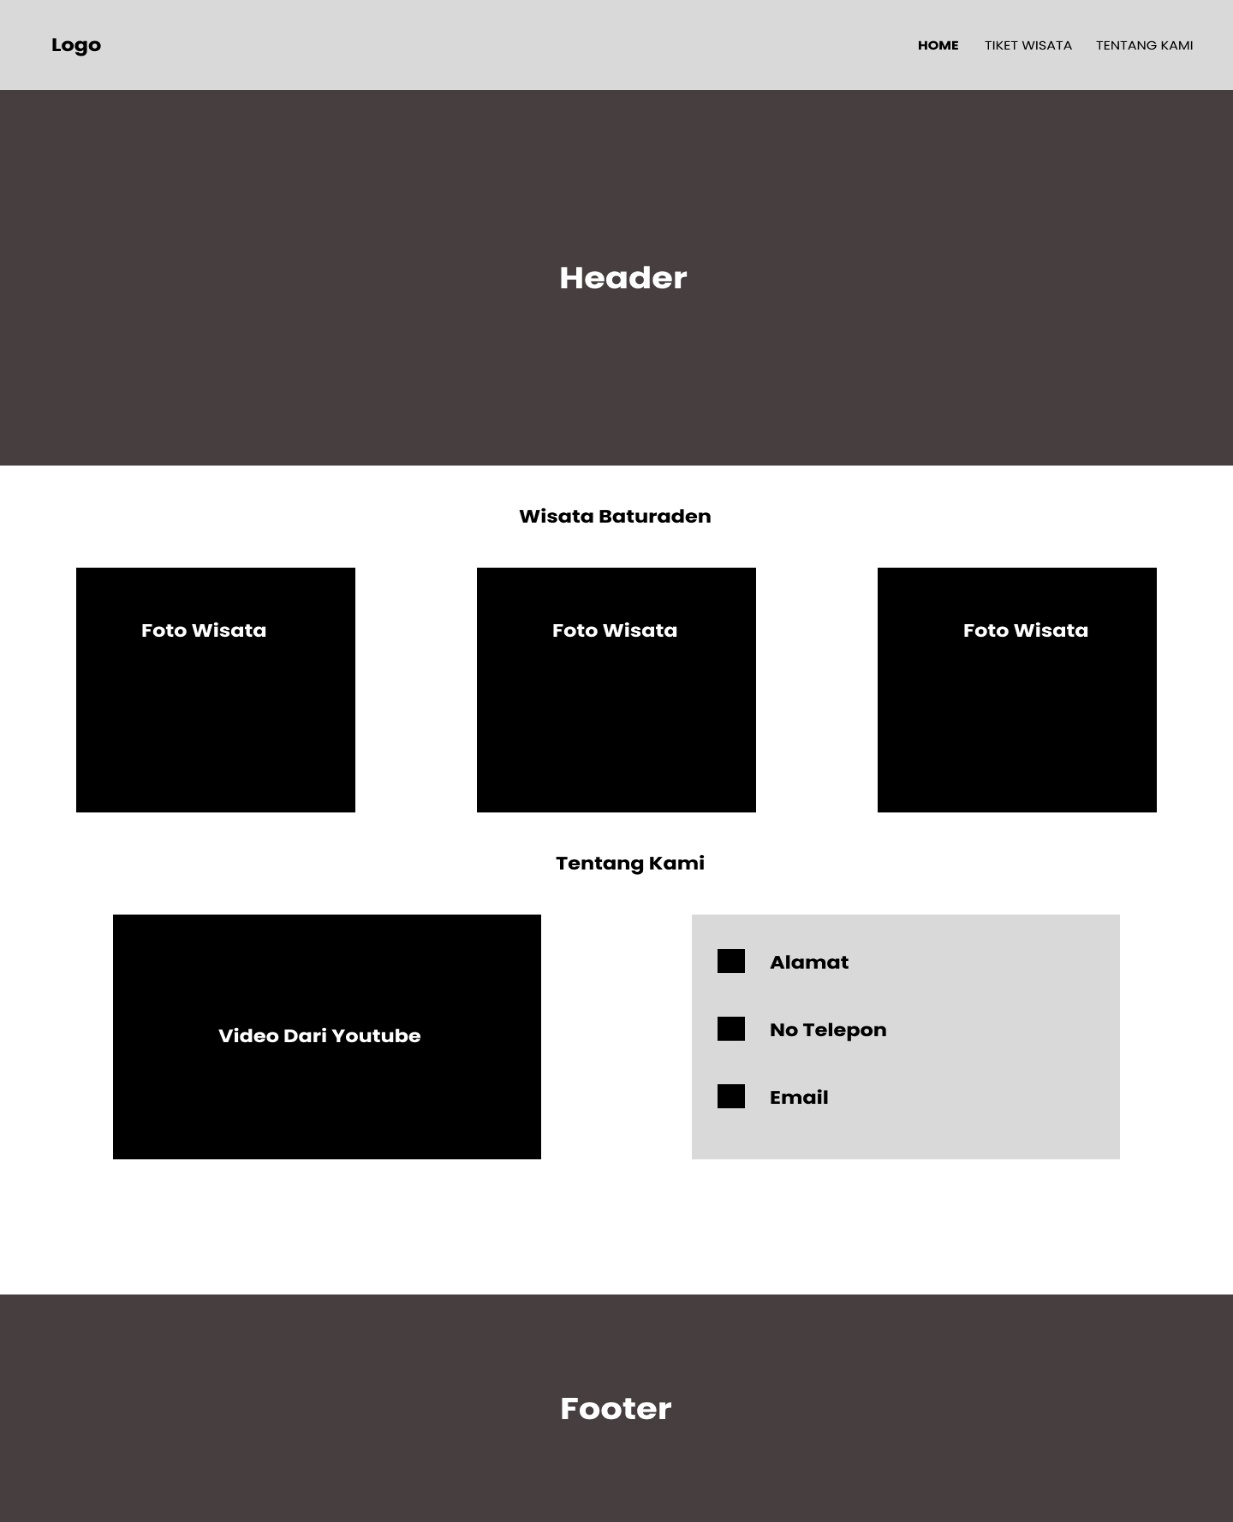 Logo
HOME TIKET WISATA TENTANG KAMI
Header
Wisata Baturaden
Foto Wisata
Foto Wisata
Foto Wisata
Tentang Kami
Video Dari Youtube
Alamat
No Telepon
Email
Footer